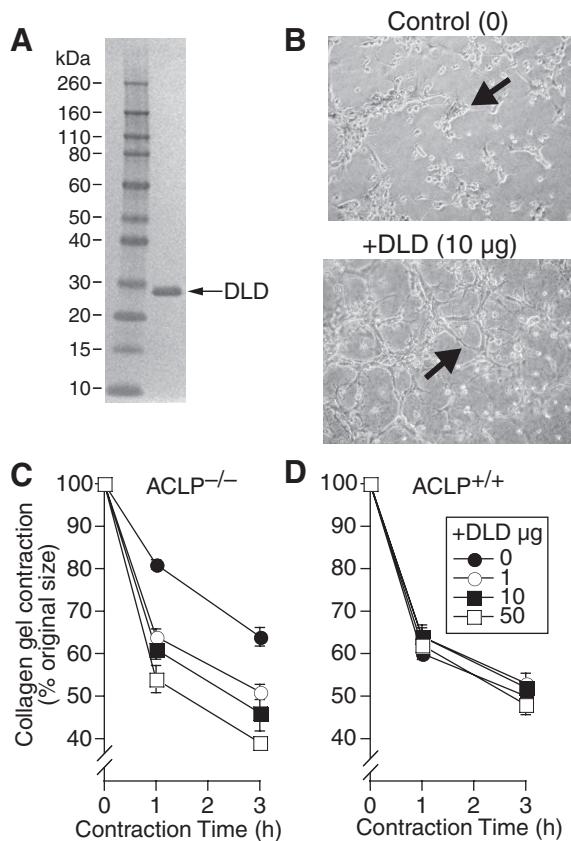 A
kDa
260
160
110
80
60
50
40
30
20
15
10
DLD
B
Control (0)
+DLD (10 μg)
C
ACLP−/−
Collagen gel contraction
(% original size)
100
90
80
70
60
50
40
0 1 2 3
Contraction Time (h)
D
ACLP+/+
+DLD μg
0
1
10
50
100
90
80
70
60
50
40
0 1 2 3
Contraction Time (h)